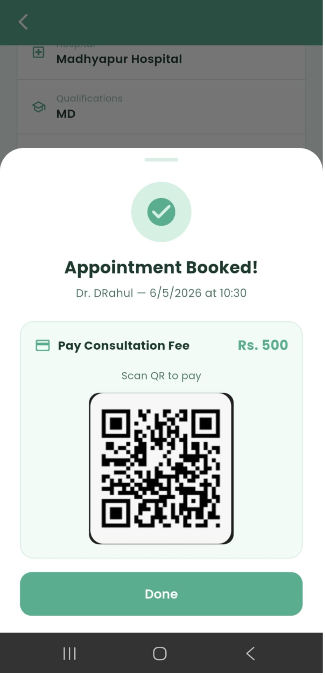 Hospital
Madhyapur Hospital
Qualifications
MD
Appointment Booked!
Dr. DRahul — 6/5/2026 at 10:30
Pay Consultation Fee
Rs. 500
Scan QR to pay
Done